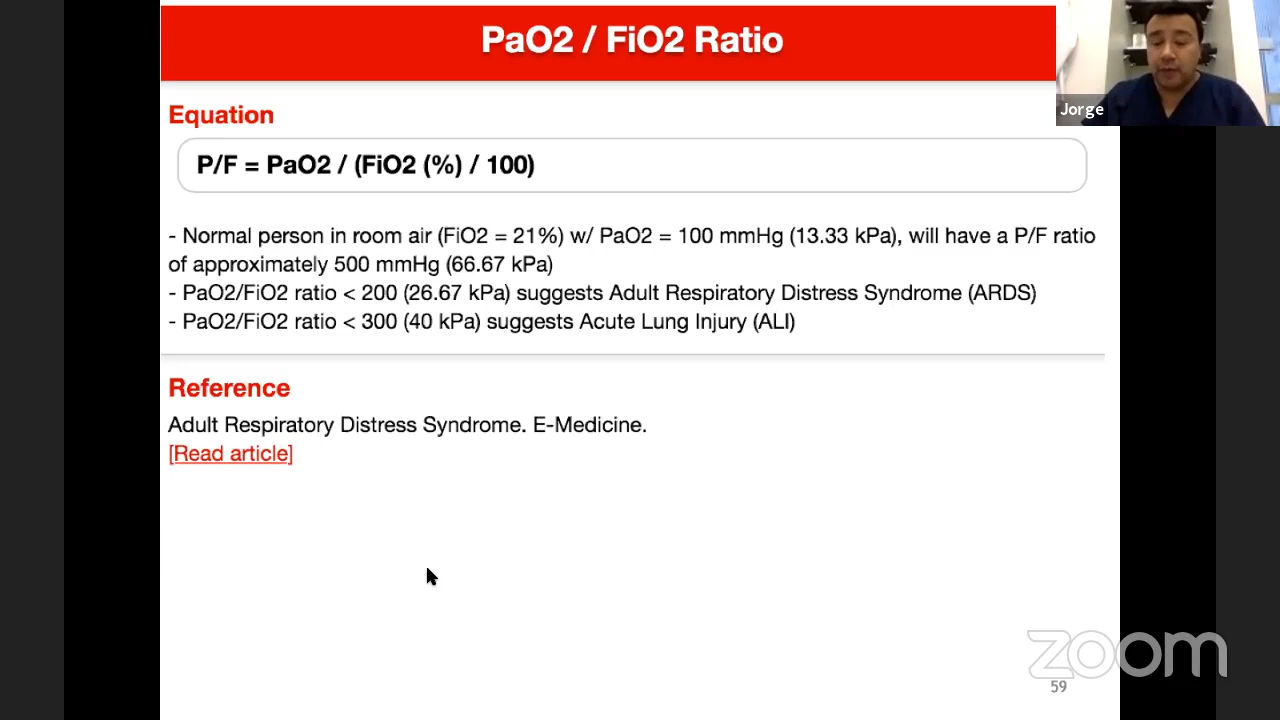 PaO2 / FiO2 Ratio
Jorge
Equation
P/F = PaO2 / (FiO2 (%) / 100)
- Normal person in room air (FiO2 = 21%) w/ PaO2 = 100 mmHg (13.33 kPa), will have a P/F ratio
of approximately 500 mmHg (66.67 kPa)
- PaO2/FiO2 ratio < 200 (26.67 kPa) suggests Adult Respiratory Distress Syndrome (ARDS)
- PaO2/FiO2 ratio < 300 (40 kPa) suggests Acute Lung Injury (ALI)
Reference
Adult Respiratory Distress Syndrome. E-Medicine.
[Read article]
zoom
59